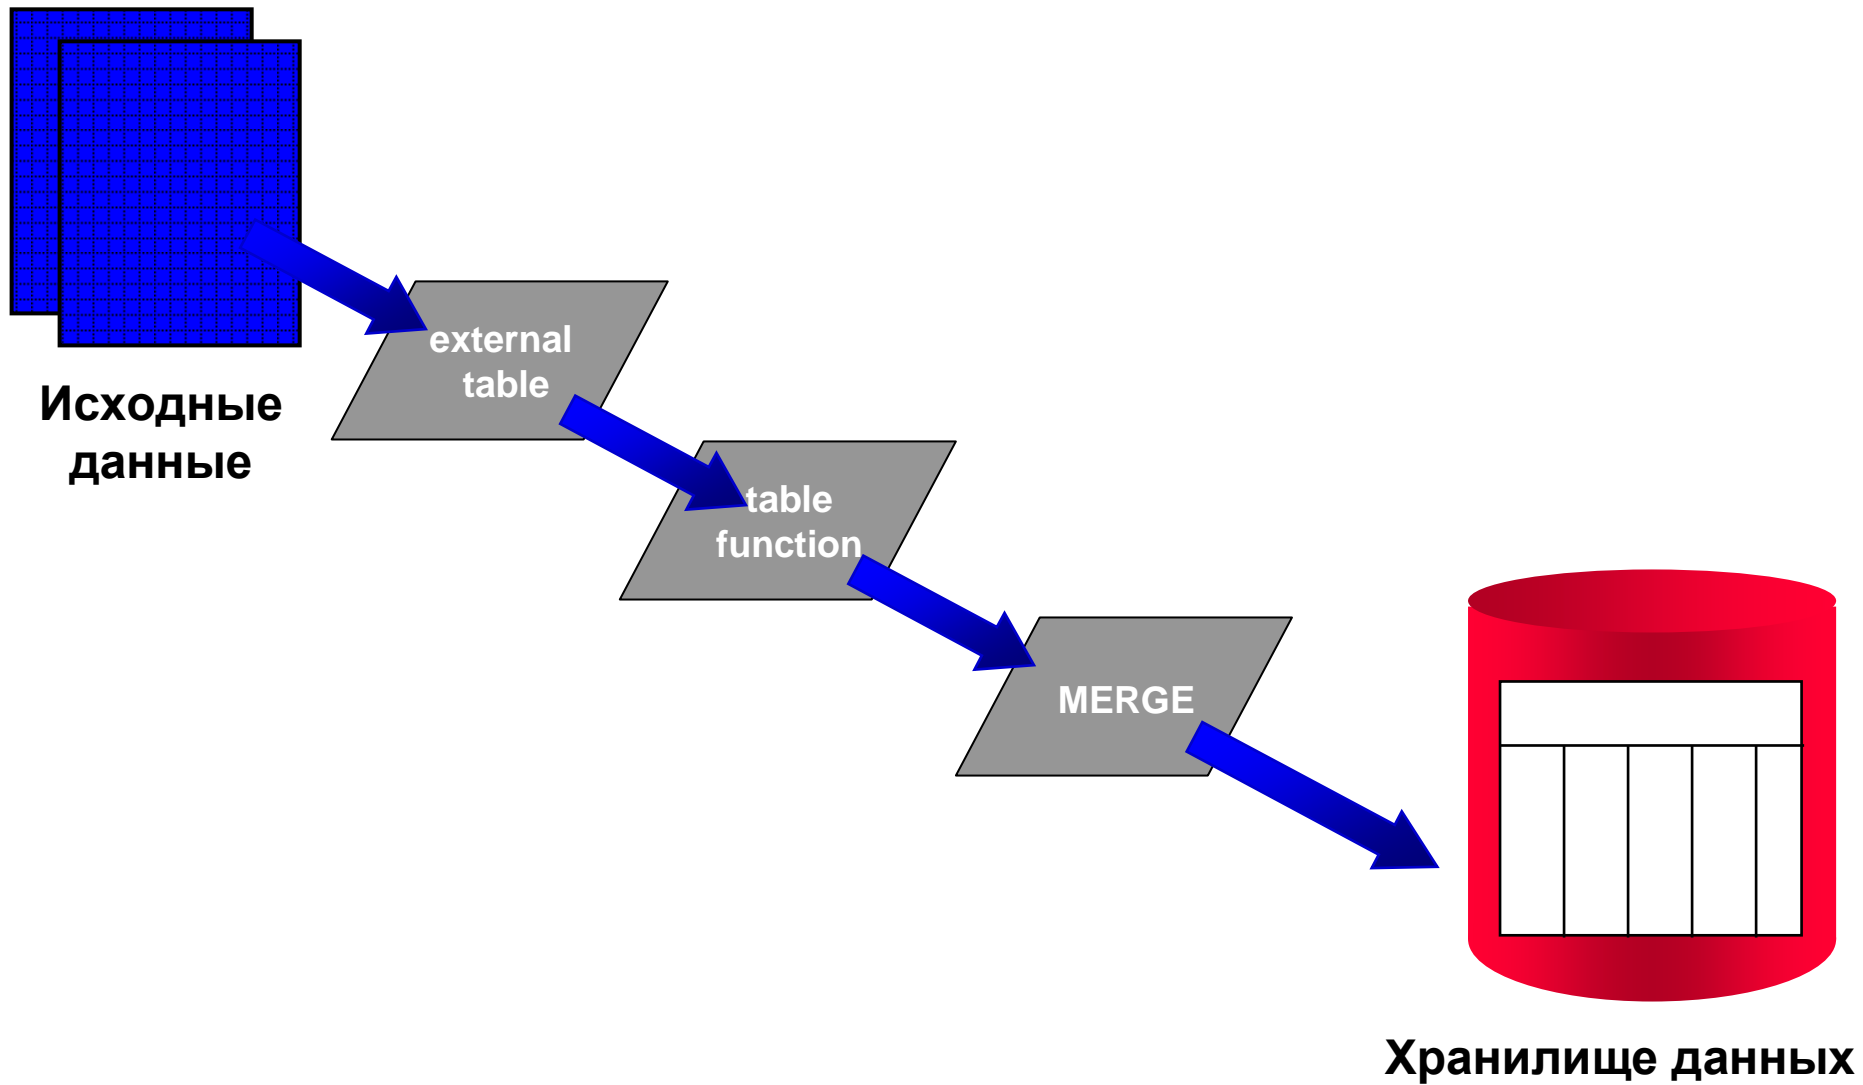 Исходные
данные
external
table
table
function
MERGE
Хранилище данных